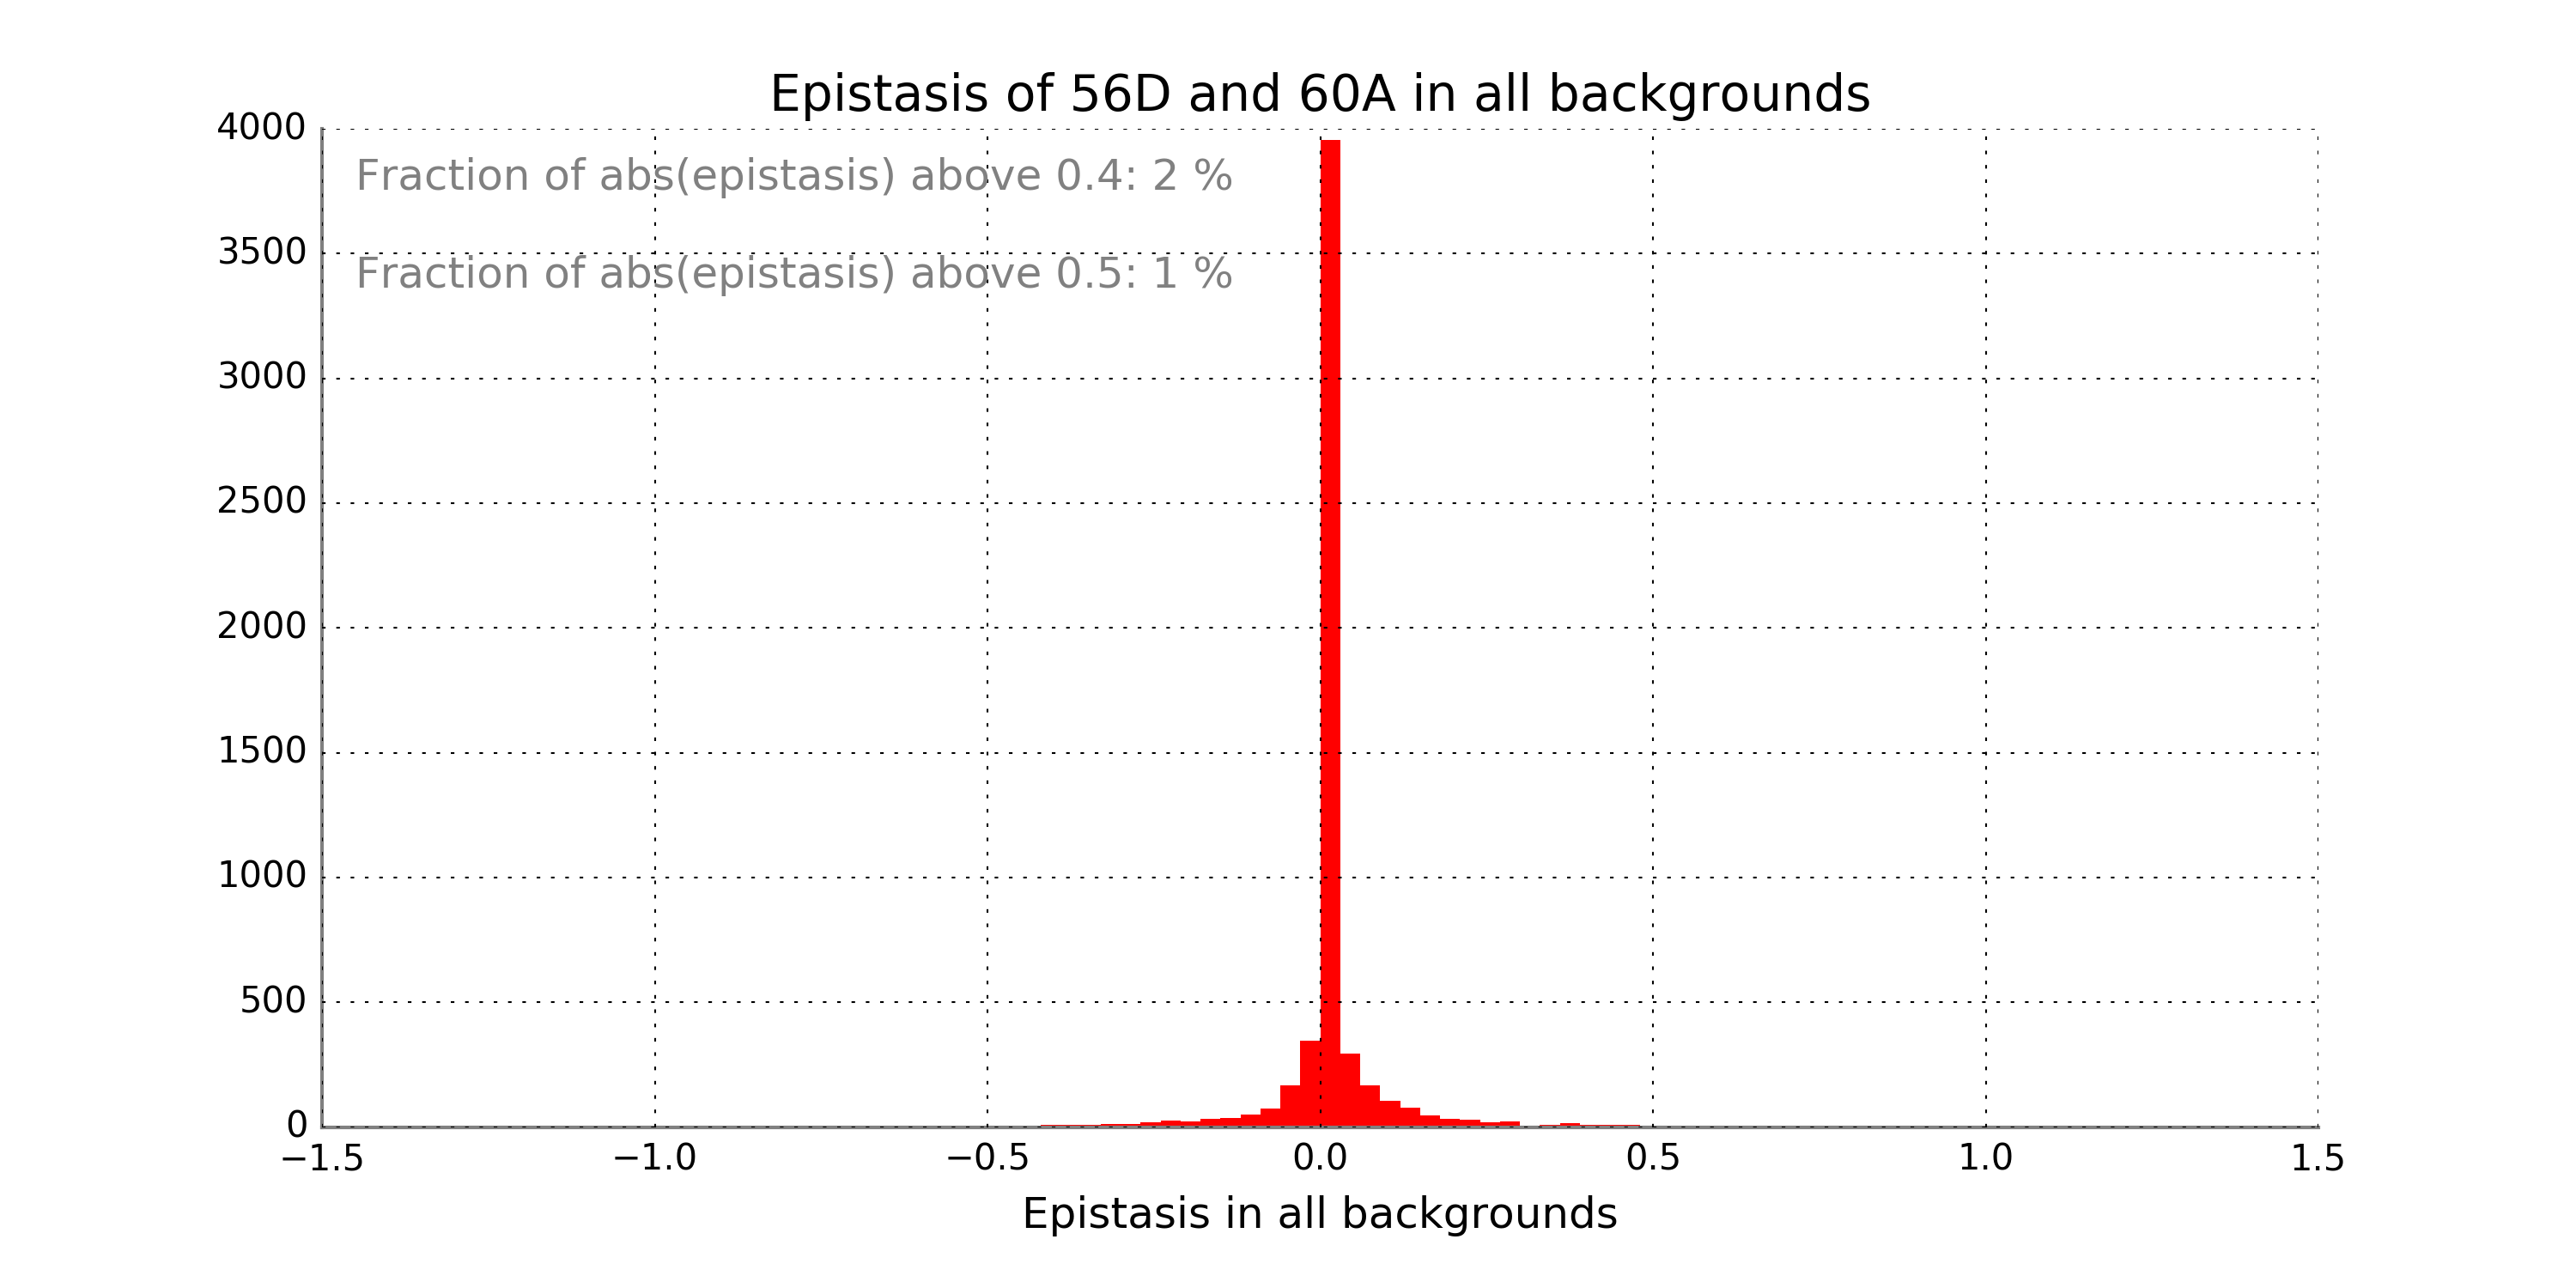 Epistasis of 56D and 60A in all backgrounds
4000
Fraction of abs(epistasis) above 0.4: 2 %
3500
Fraction of abs(epistasis) above 0.5: 1 %
3000
2500
2000
1500
1000
500
0
−1.5 −1.0 −0.5 0.0 0.5 1.0 1.5
Epistasis in all backgrounds